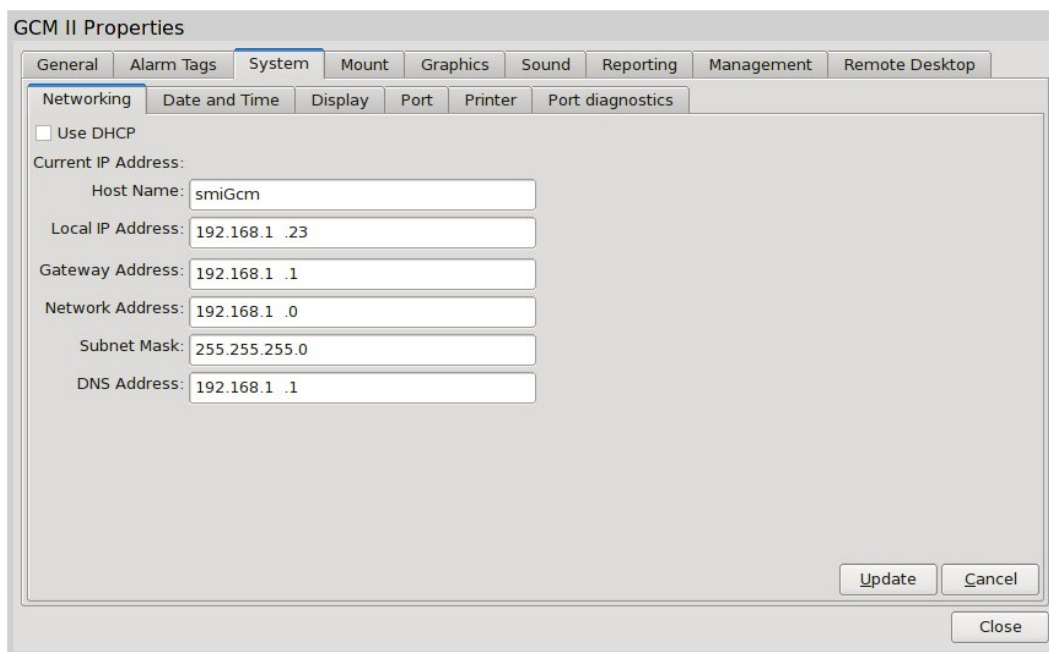 GCM II Properties
General Alarm Tags System Mount Graphics Sound Reporting Management Remote Desktop
Networking Date and Time Display Port Printer Port diagnostics
Use DHCP
Current IP Address:
Host Name: smiGcm
Local IP Address: 192.168.1 .23
Gateway Address: 192.168.1 .1
Network Address: 192.168.1 .0
Subnet Mask: 255.255.255.0
DNS Address: 192.168.1 .1
Update Cancel
Close